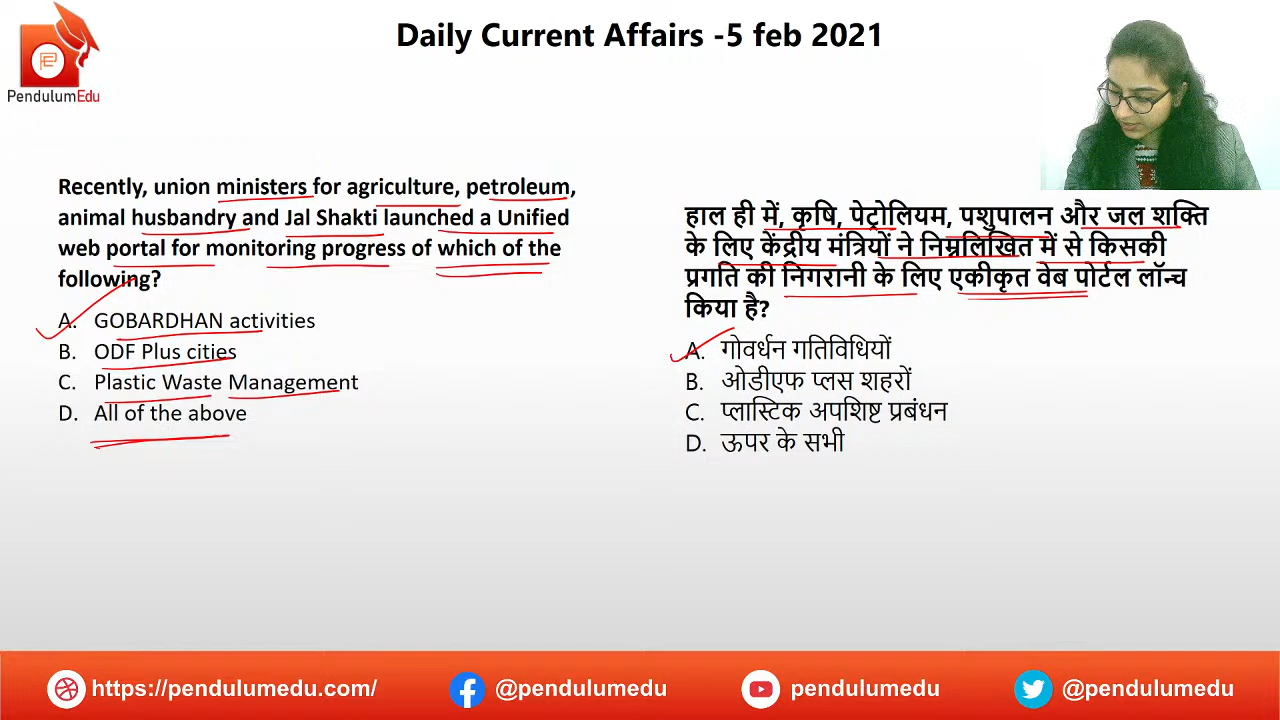 Daily Current Affairs -5 feb 2021
PendulumEdu
Recently, union ministers for agriculture, petroleum,
animal husbandry and Jal Shakti launched a Unified
web portal for monitoring progress of which of the
following?
A. GOBARDHAN activities
B. ODF Plus cities
C. Plastic Waste Management
D. All of the above
हाल ही में, कृषि, पेट्रोलियम, पशुपालन और जल शक्ति
के लिए केंद्रीय मंत्रियों ने निम्नलिखित में से किसकी
प्रगति की निगरानी के लिए एकीकृत वेब पोर्टल लॉन्च
किया है?
A. गोवर्धन गतिविधियों
B. ओडीएफ प्लस शहरों
C. प्लास्टिक अपशिष्ट प्रबंधन
D. ऊपर के सभी
https://pendulumedu.com/
@pendulumedu
pendulumedu
@pendulumedu